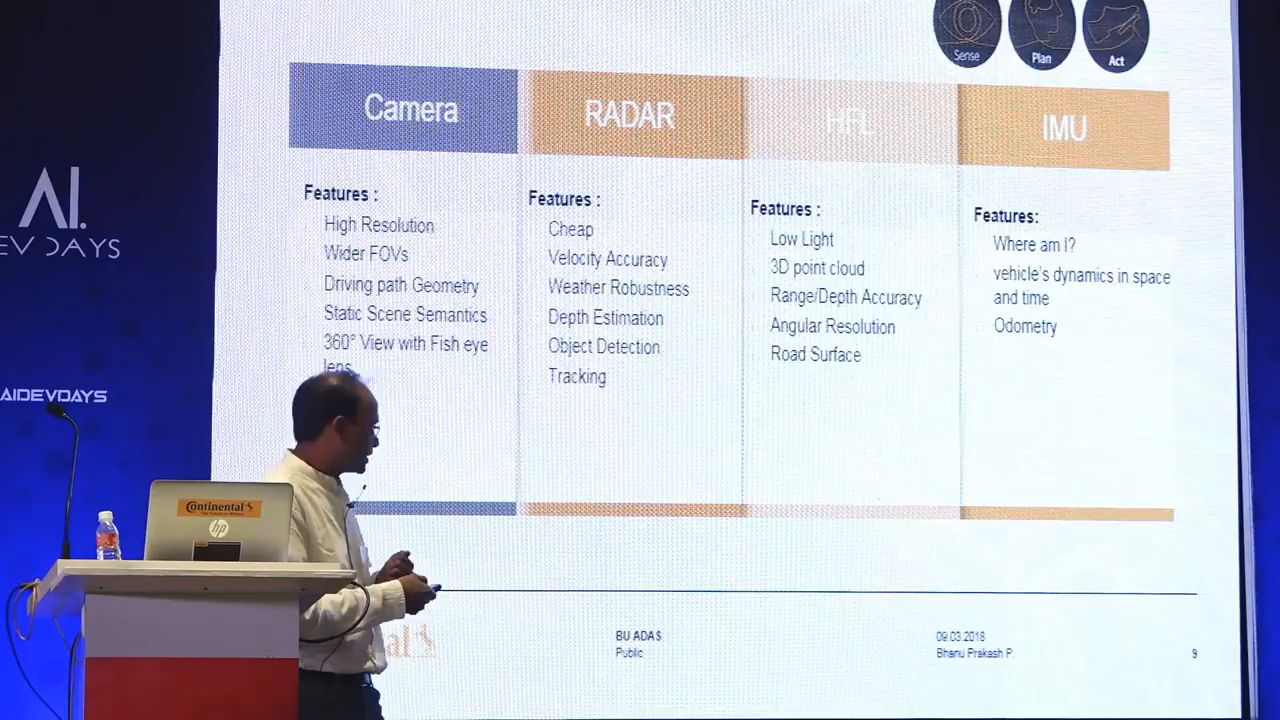 Sense
Plan
Act
Camera
RADAR
HFL
IMU
Features :
High Resolution
Wider FOVs
Driving path Geometry
Static Scene Semantics
360° View with Fish eye
lens
Features :
Cheap
Velocity Accuracy
Weather Robustness
Depth Estimation
Object Detection
Tracking
Features :
Low Light
3D point cloud
Range/Depth Accuracy
Angular Resolution
Road Surface
Features:
Where am I?
vehicle's dynamics in space
and time
Odometry
AI.
EV DAYS
AIDEVDAYS
Continental
hp
al
BU ADAS
Public
09.03.2018
Bhanu Prakash P.
9